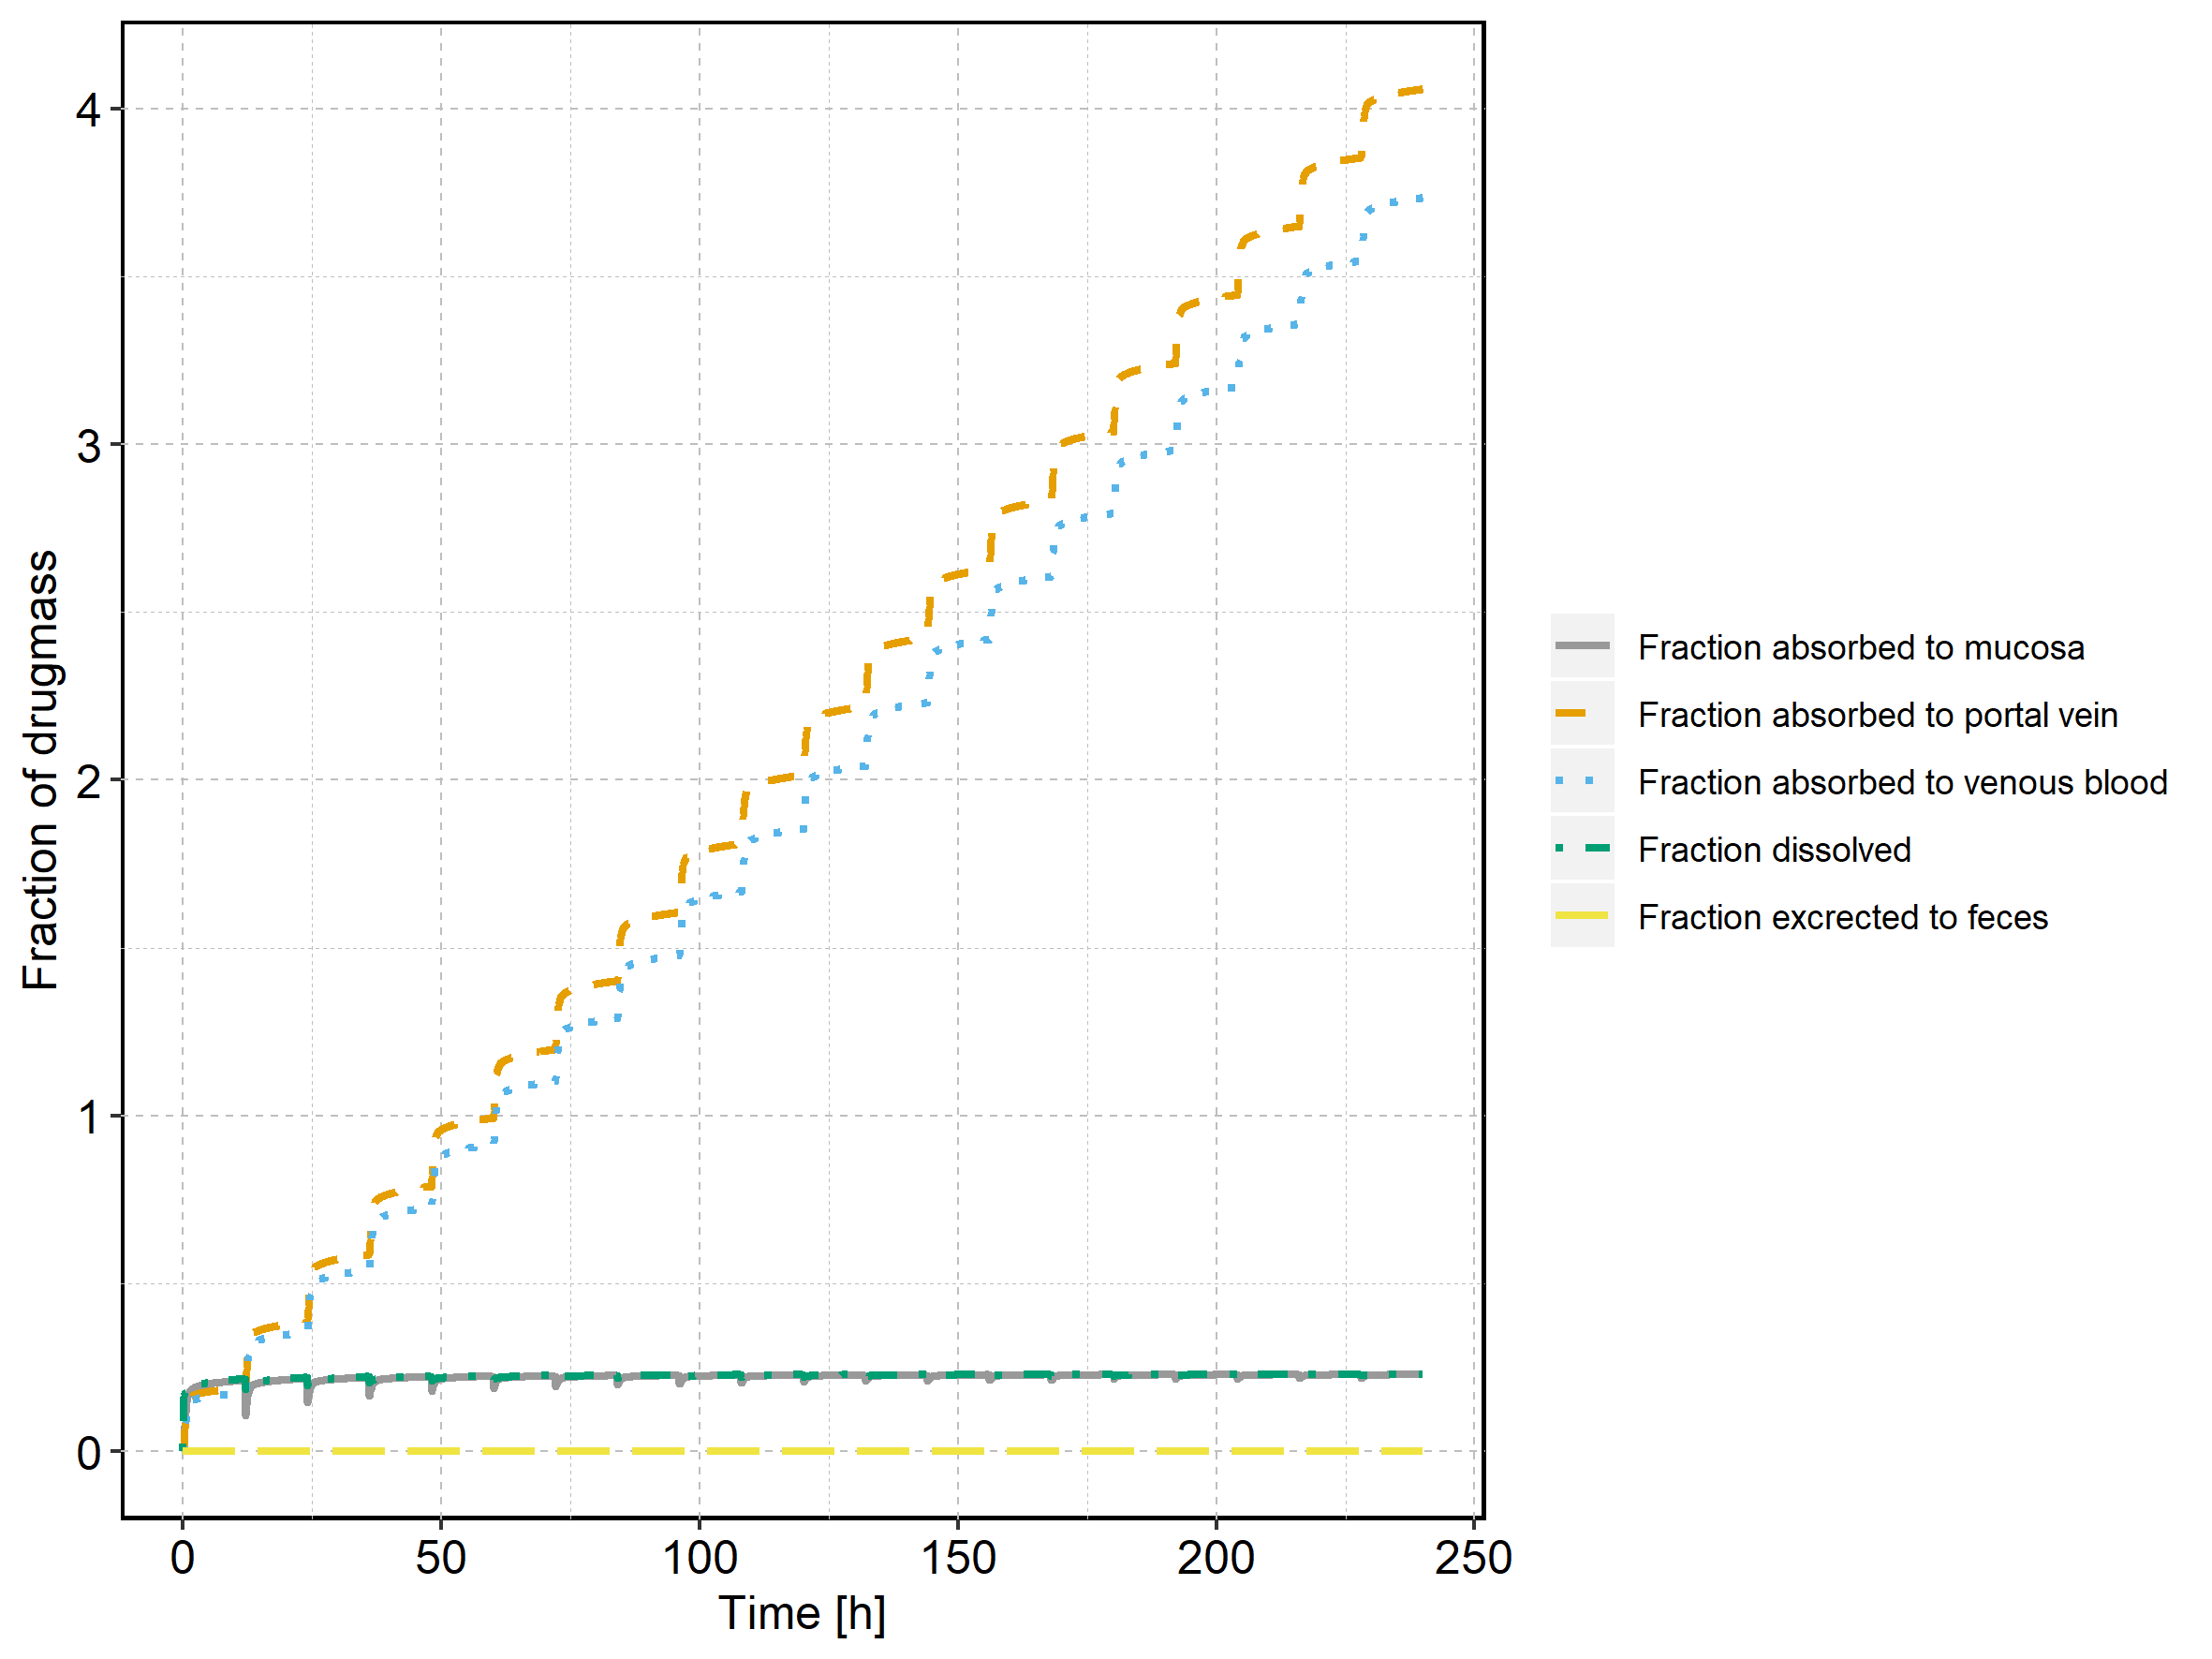 4
3
2
1
0
Fraction of drugmass
0 50 100 150 200 250
Time [h]
Fraction absorbed to mucosa
Fraction absorbed to portal vein
Fraction absorbed to venous blood
Fraction dissolved
Fraction excrected to feces